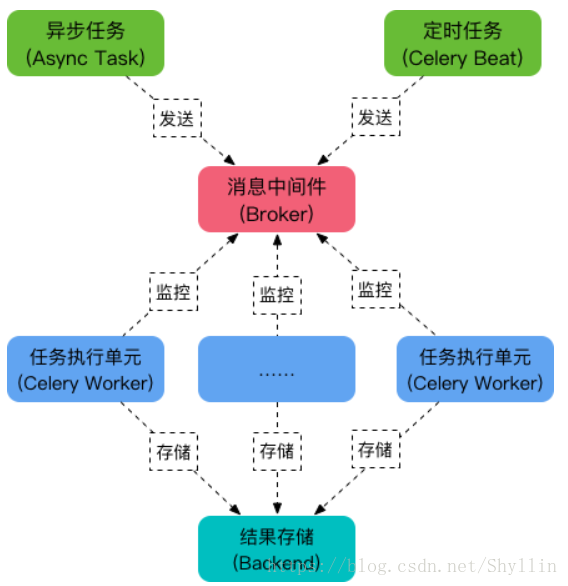 异步任务
(Async Task)
定时任务
(Celery Beat)
发送
发送
消息中间件
(Broker)
监控
监控
监控
任务执行单元
(Celery Worker)
……
任务执行单元
(Celery Worker)
存储
存储
存储
结果存储
(Backend)
https://blog.csdn.net/Shyllin